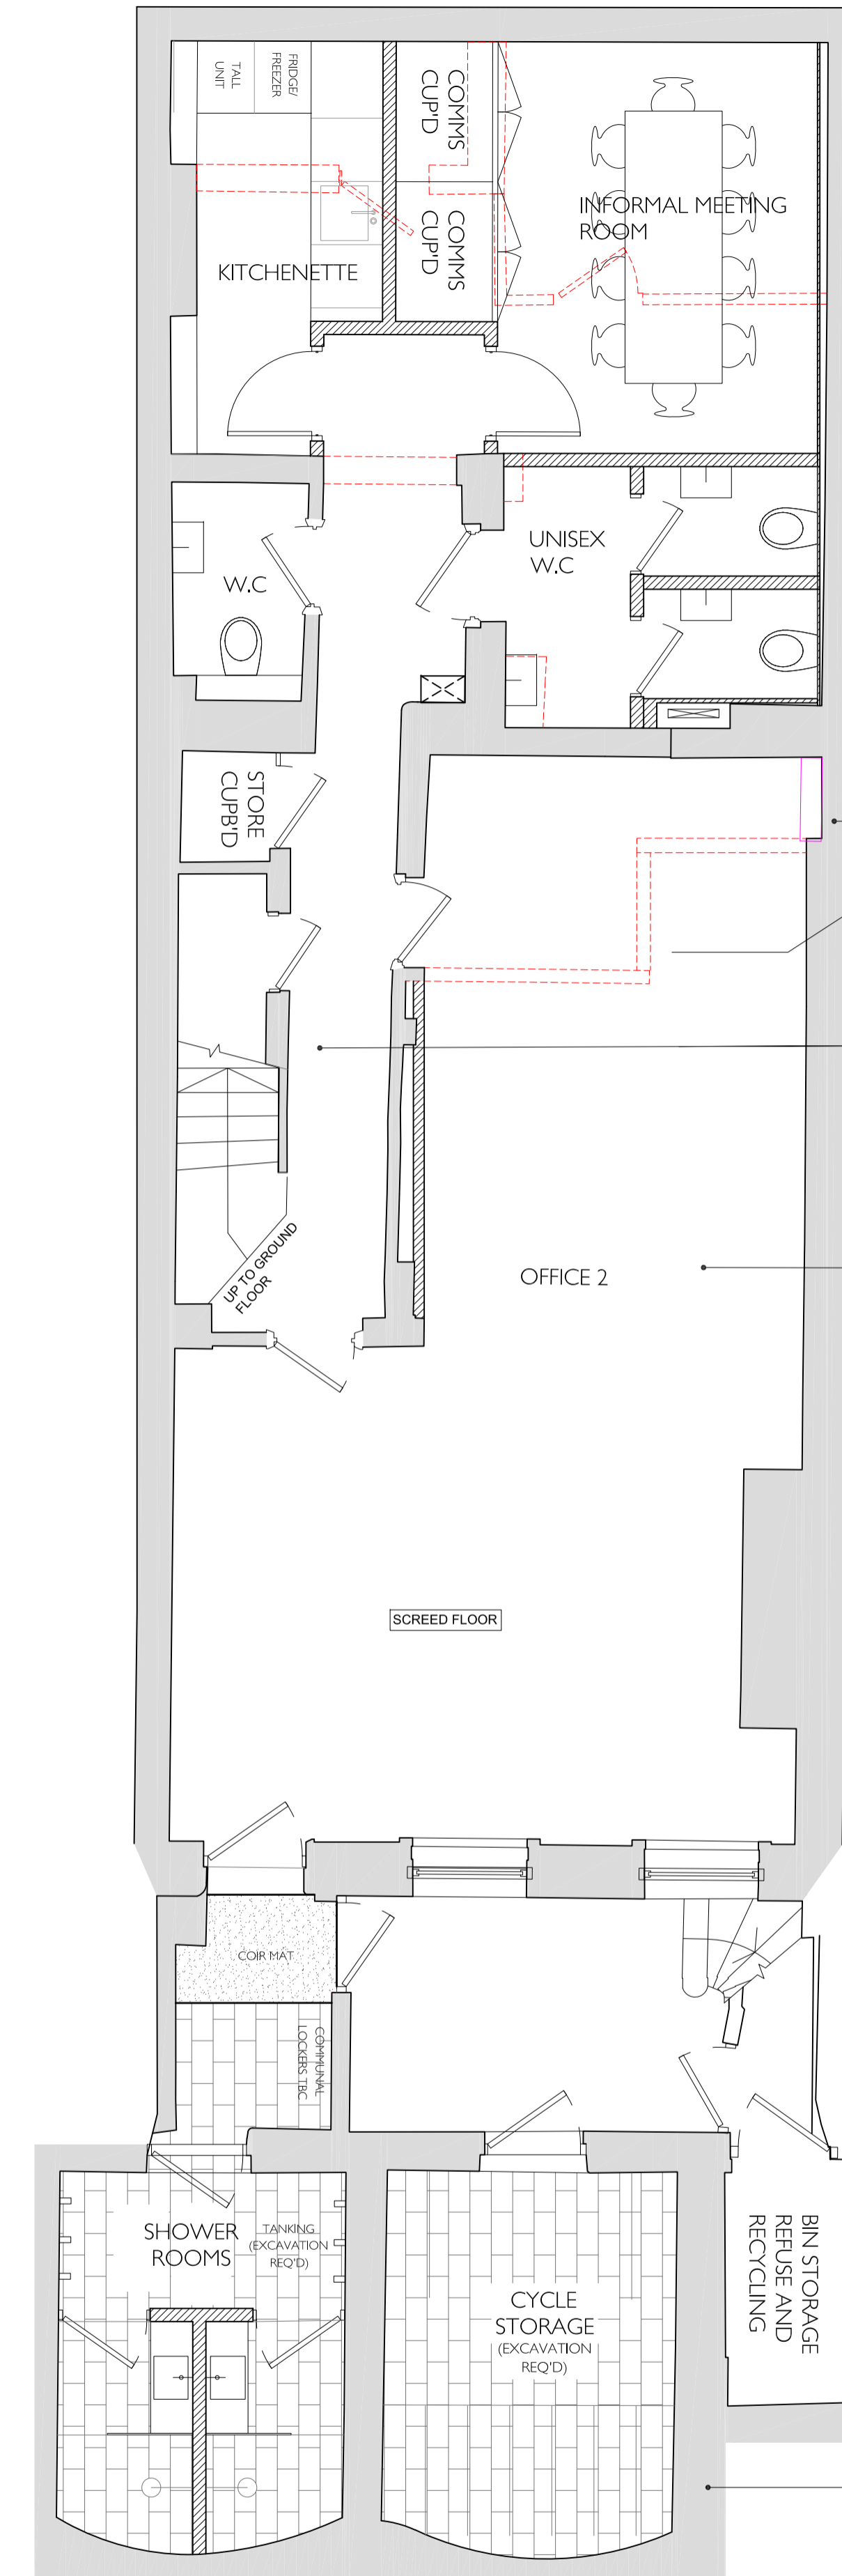 TALL
UNIT
FRIDGE/
FREEZER
COMMS
CUP'D
COMMS
CUP'D
INFORMAL MEETING
ROOM
KITCHENETTE
UNISEX
W.C
W.C
STORE
CUPB'D
UP TO GROUND
FLOOR
OFFICE 2
SCREED FLOOR
COIR MAT
COMMUNAL
LOCKERS TBC
SHOWER
ROOMS
TANKING
(EXCAVATION
REQ'D)
CYCLE
STORAGE
(EXCAVATION
REQ'D)
BIN STORAGE
REFUSE AND
RECYCLING